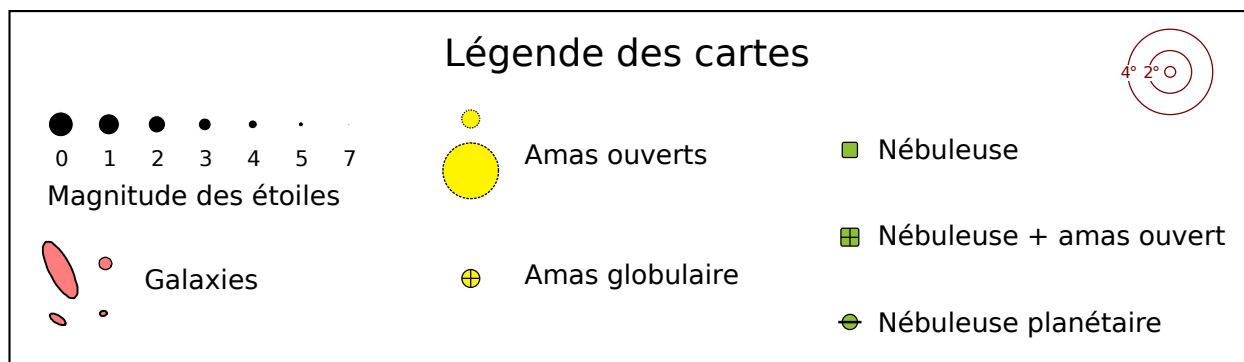 Légende des cartes
4° 2°
0 1 2 3 4 5 7
Magnitude des étoiles
Galaxies
Amas ouverts
Amas globulaire
Nébuleuse
Nébuleuse + amas ouvert
Nébuleuse planétaire